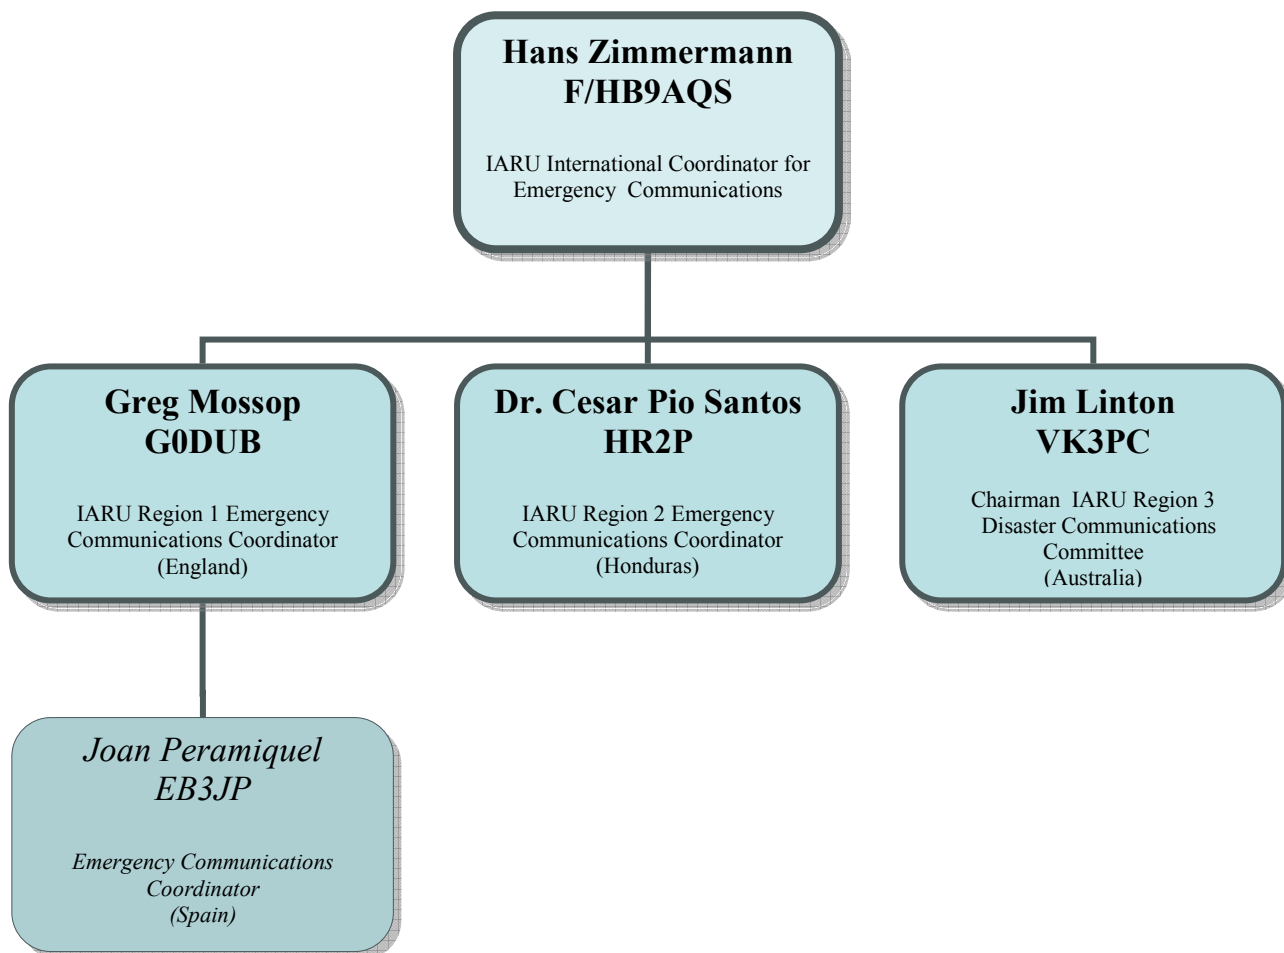 Hans Zimmermann
F/HB9AQS
IARU International Coordinator for
Emergency Communications
Greg Mossop
G0DUB
IARU Region 1 Emergency
Communications Coordinator
(England)
Dr. Cesar Pio Santos
HR2P
IARU Region 2 Emergency
Communications Coordinator
(Honduras)
Jim Linton
VK3PC
Chairman IARU Region 3
Disaster Communications
Committee
(Australia)
Joan Peramiquel
EB3JP
Emergency Communications
Coordinator
(Spain)